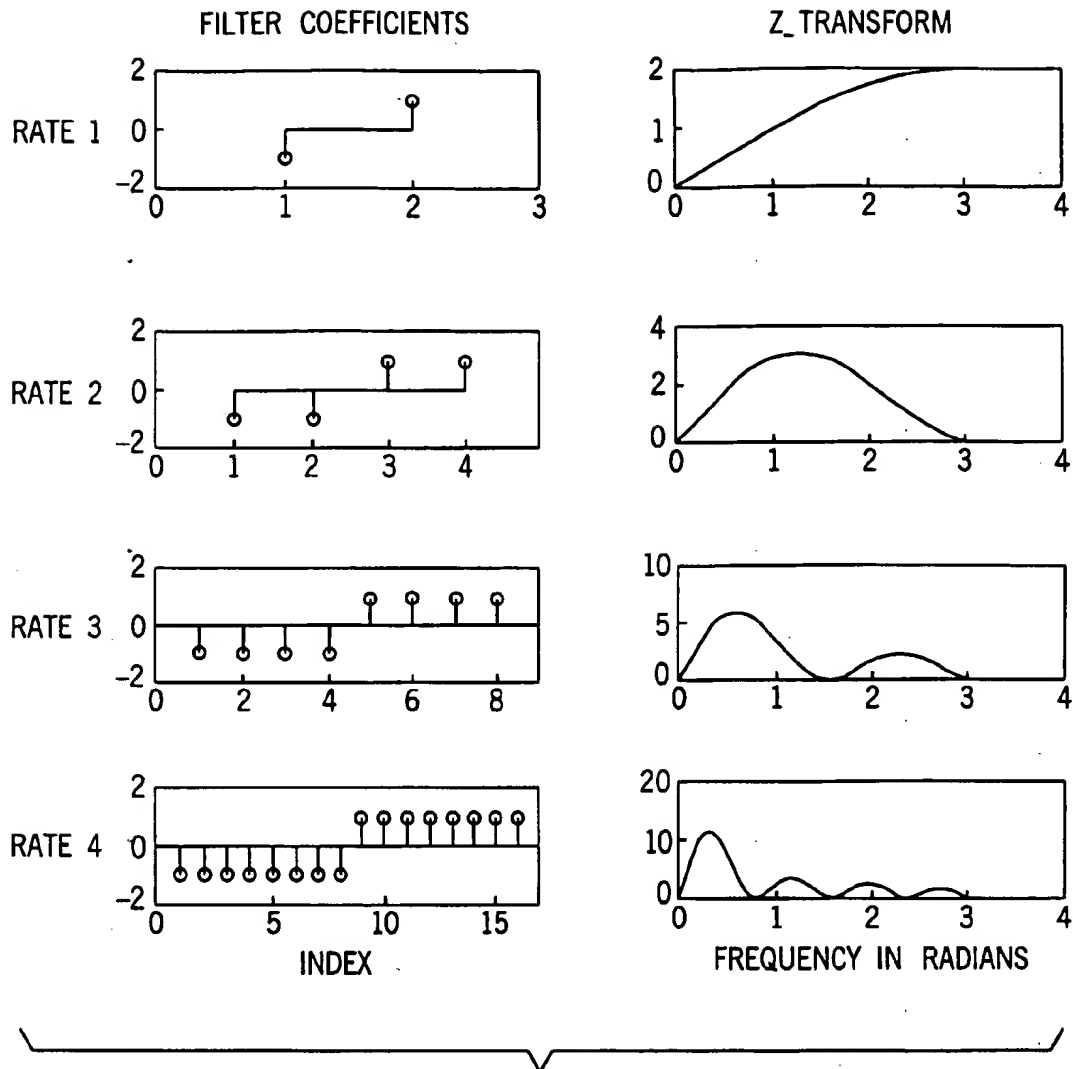 FILTER COEFFICIENTS
Z_TRANSFORM
RATE 1
2
0
-2
0 1 2 3
2
1
0
0 1 2 3 4
RATE 2
2
0
-2
0 1 2 3 4
4
2
0
0 1 2 3 4
RATE 3
2
0
-2
0 2 4 6 8
10
5
0
0 1 2 3 4
RATE 4
2
0
-2
0 5 10 15
INDEX
20
10
0
0 1 2 3 4
FREQUENCY IN RADIANS